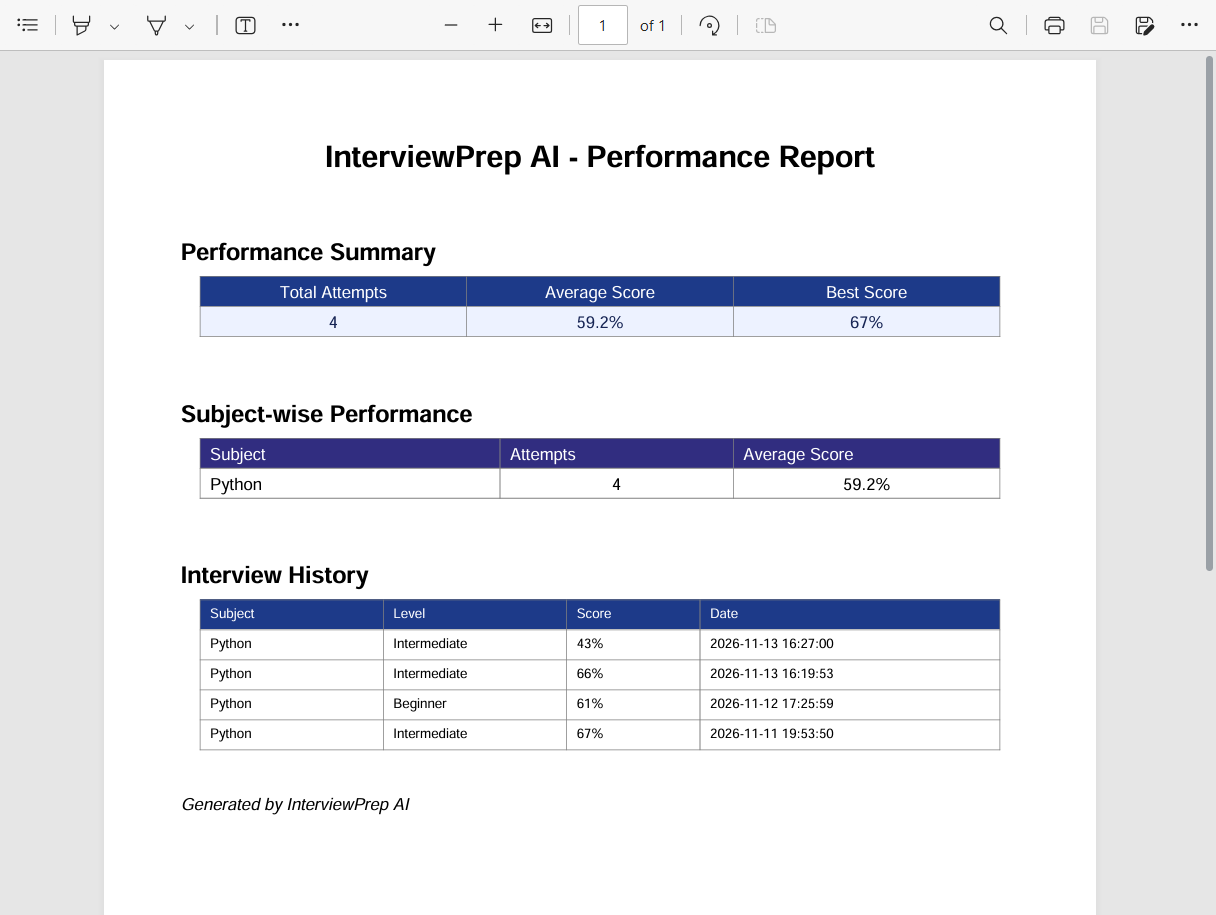 1 of 1
InterviewPrep AI - Performance Report
Performance Summary
Total Attempts Average Score Best Score
4 59.2% 67%
Subject-wise Performance
Subject Attempts Average Score
Python 4 59.2%
Interview History
Subject Level Score Date
Python Intermediate 43% 2026-11-13 16:27:00
Python Intermediate 66% 2026-11-13 16:19:53
Python Beginner 61% 2026-11-12 17:25:59
Python Intermediate 67% 2026-11-11 19:53:50
Generated by InterviewPrep AI